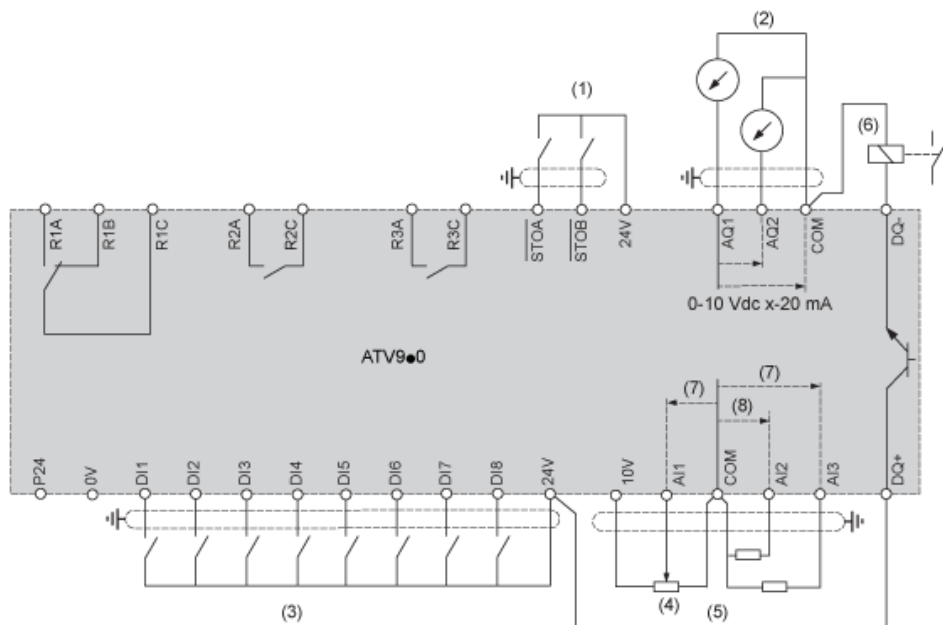 (2)
(1)
(6)
R1A
R1B
R1C
R2A
R2C
R3A
R3C
STOA
STOB
24V
AQ1
AQ2
COM
DQ-
0-10 Vdc x-20 mA
ATV9●0
(7)
(7)
(8)
P24
0V
DI1
DI2
DI3
DI4
DI5
DI6
DI7
DI8
24V
10V
AI1
COM
AI2
AI3
DQ+
(3)
(4)
(5)